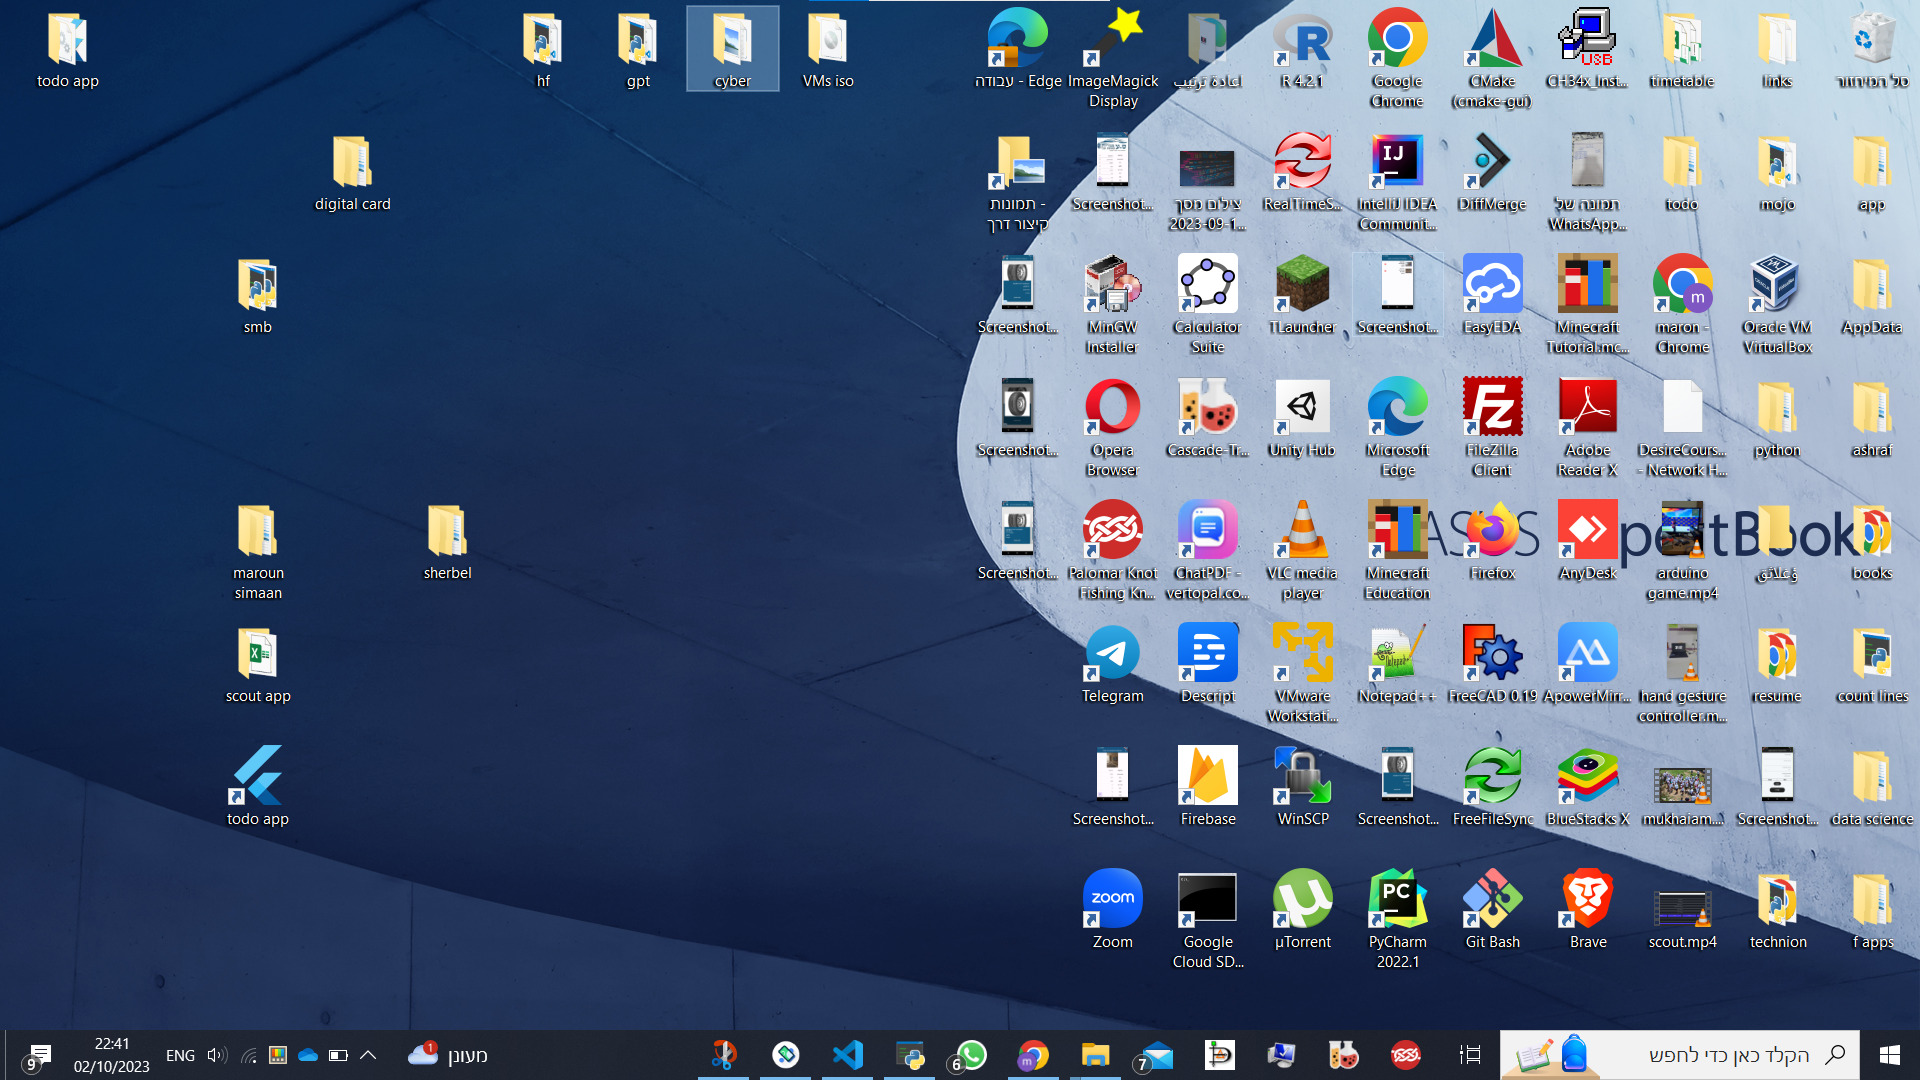 todo app
hf
gpt
cyber
VMs iso
עבודה - Edge
ImageMagick
Display
اعادة ترتيب
R 4.2.1
Google
Chrome
CMake
(cmake-gui)
CH34x_Inst...
timetable
links
סל המיחזור
digital card
תמונות -
קיצור דרך
Screenshot...
צילום מסך
2023-09-1...
RealTimeS...
IntelliJ IDEA
Communit...
DiffMerge
תמונה של
WhatsApp...
todo
mojo
app
smb
Screenshot...
MinGW
Installer
Calculator
Suite
TLauncher
Screenshot...
EasyEDA
Minecraft
Tutorial.mc...
maron -
Chrome
Oracle VM
VirtualBox
AppData
Screenshot...
Opera
Browser
Cascade-Tr...
Unity Hub
Microsoft
Edge
FileZilla
Client
Adobe
Reader X
DesireCours...
- Network H...
python
ashraf
maroun
simaan
sherbel
Screenshot...
Palomar Knot
Fishing Kn...
ChatPDF -
vertopal.co...
VLC media
player
Minecraft
Education
Firefox
AnyDesk
arduino
game.mp4
books
scout app
Telegram
Descript
VMware
Workstati...
Notepad++
FreeCAD 0.19
ApowerMirr...
hand gesture
controller.m...
resume
count lines
todo app
Screenshot...
Firebase
WinSCP
Screenshot...
FreeFileSync
BlueStacks X
mukhaiam....
Screenshot...
data science
zoom
Zoom
Google
Cloud SD...
µTorrent
PyCharm
2022.1
Git Bash
Brave
scout.mp4
technion
f apps
9
22:41
02/10/2023
ENG
1
מעונן
6
7
הקלד כאן כדי לחפש